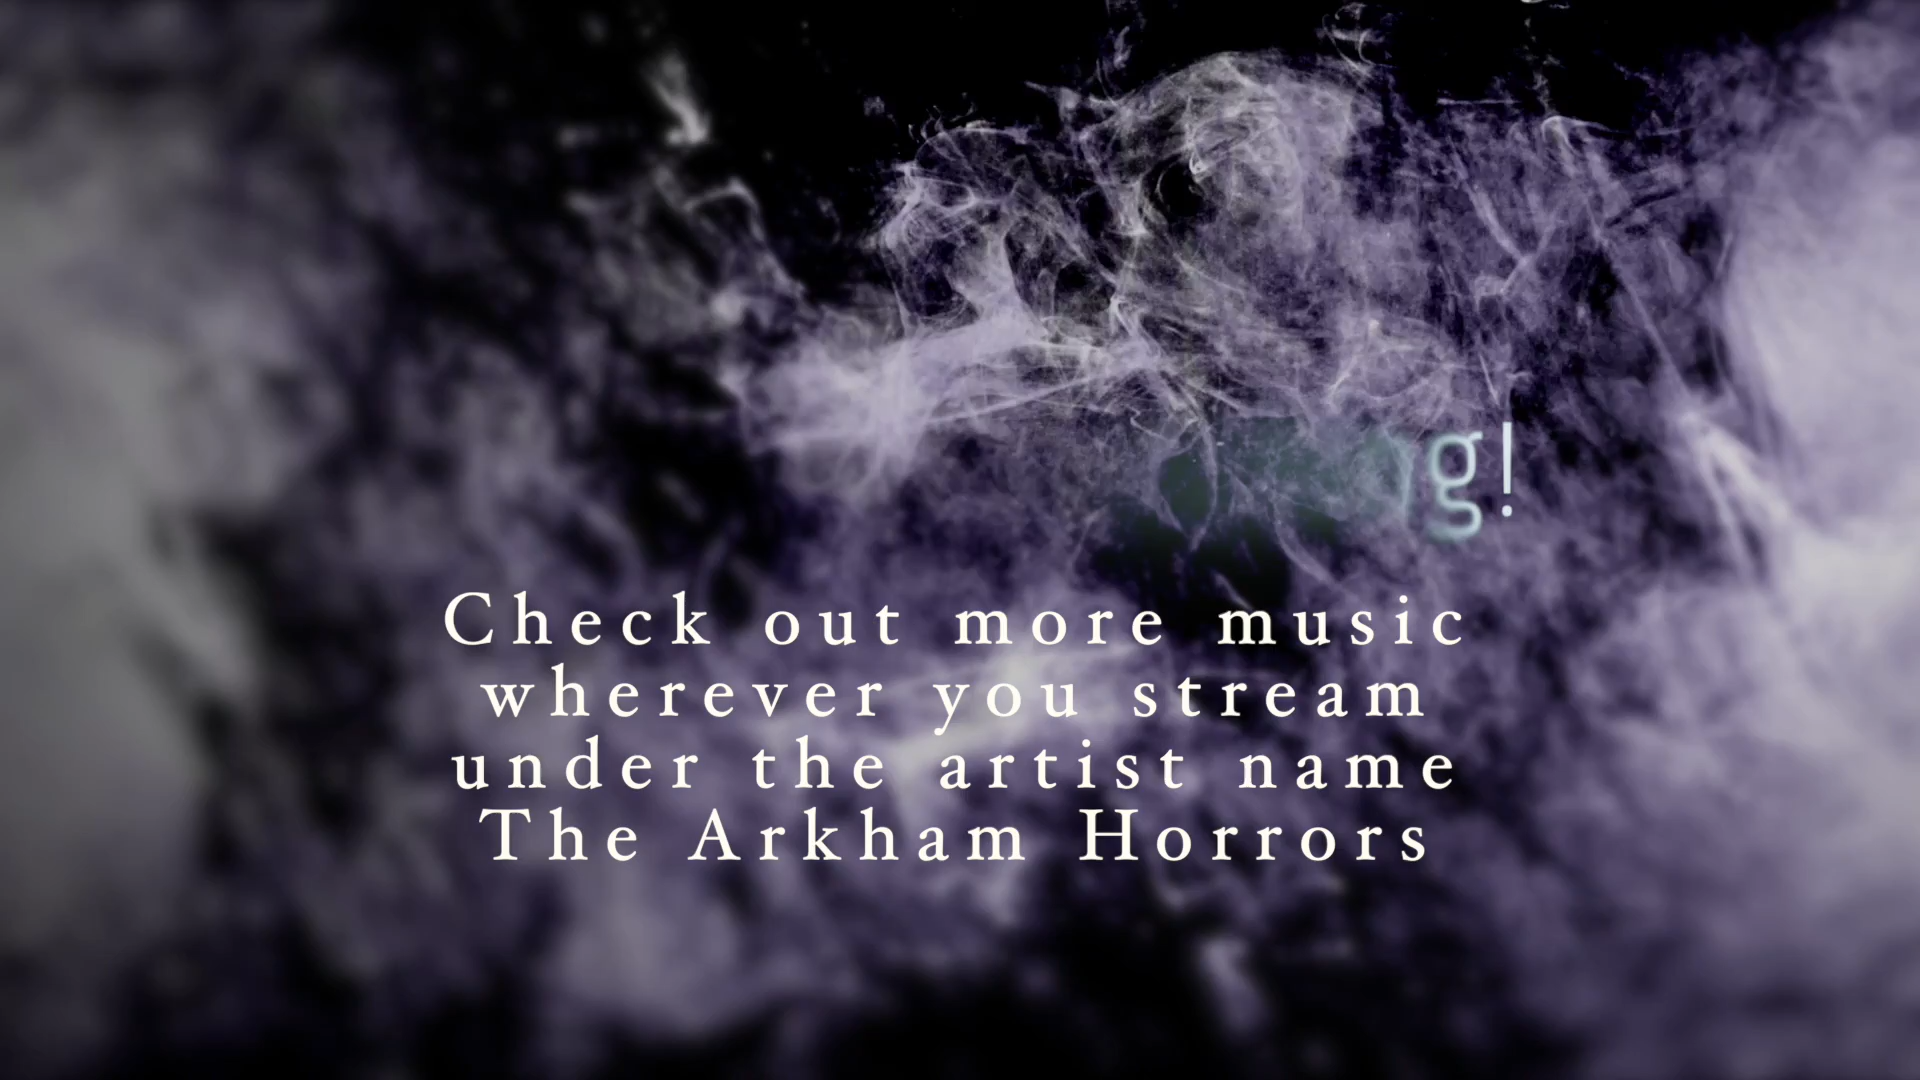 g!
Check out more music
wherever you stream
under the artist name
The Arkham Horrors